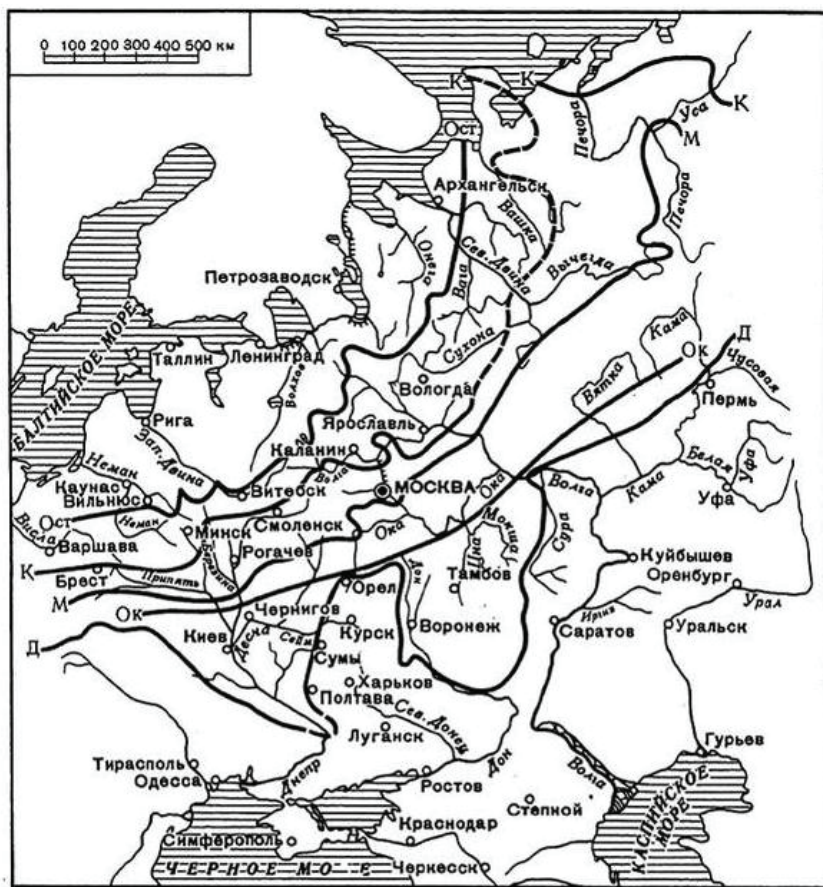 0 100 200 300 400 500 км
К К
К
Уса
М
Печора
Печора
Ост
Архангельск
Вашка
Онега
Сев. Двина
Вычегда
Вага
Петрозаводск
БАЛТИЙСКОЕ МОРЕ
Таллин
Ленинград
Волхов
Сухона
Вологда
Кама
Д
Ок
Чусовая
Вятка
Пермь
Рига
Зап. Двина
Ярославль
Каланин
Волга
Неман
Каунас
Вильнюс
Витебск
МОСКВА
Ока
Волга
Белая
Уфа
Кама
Уфа
Ост
Неман
Смоленск
Ока
Мокша
Сура
Висла
Варшава
Минск
Березина
Рогачев
Цна
Куйбышев
К
Брест
Припять
Дон
Тамбов
Оренбург
М
Орел
Урал
Ок
Чернигов
Иргиз
Д
Киев
Десна
Сейм
Курск
Воронеж
Саратов
Уральск
Сумы
Харьков
Полтава
Сев. Донец
Луганск
Дон
Гурьев
Тирасполь
Одесса
Днепр
Ростов
Волга
Степной
КАСПИЙСКОЕ МОРЕ
Симферополь
Краснодар
ЧЕРНОЕ МОРЕ
Черкесск